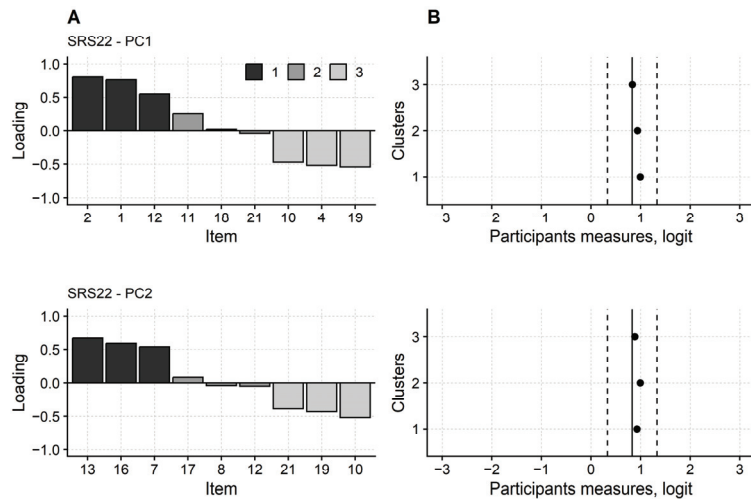 A
B
SRS22 - PC1
1 2 3
1.0
0.5
0.0
−0.5
−1.0
Loading
2 1 12 11 10 21 10 4 19
Item
3
2
1
Clusters
3 2 1 0 1 2 3
Participants measures, logit
SRS22 - PC2
1.0
0.5
0.0
−0.5
−1.0
Loading
13 16 7 17 8 12 21 19 10
Item
3
2
1
Clusters
−3 −2 −1 0 1 2 3
Participants measures, logit